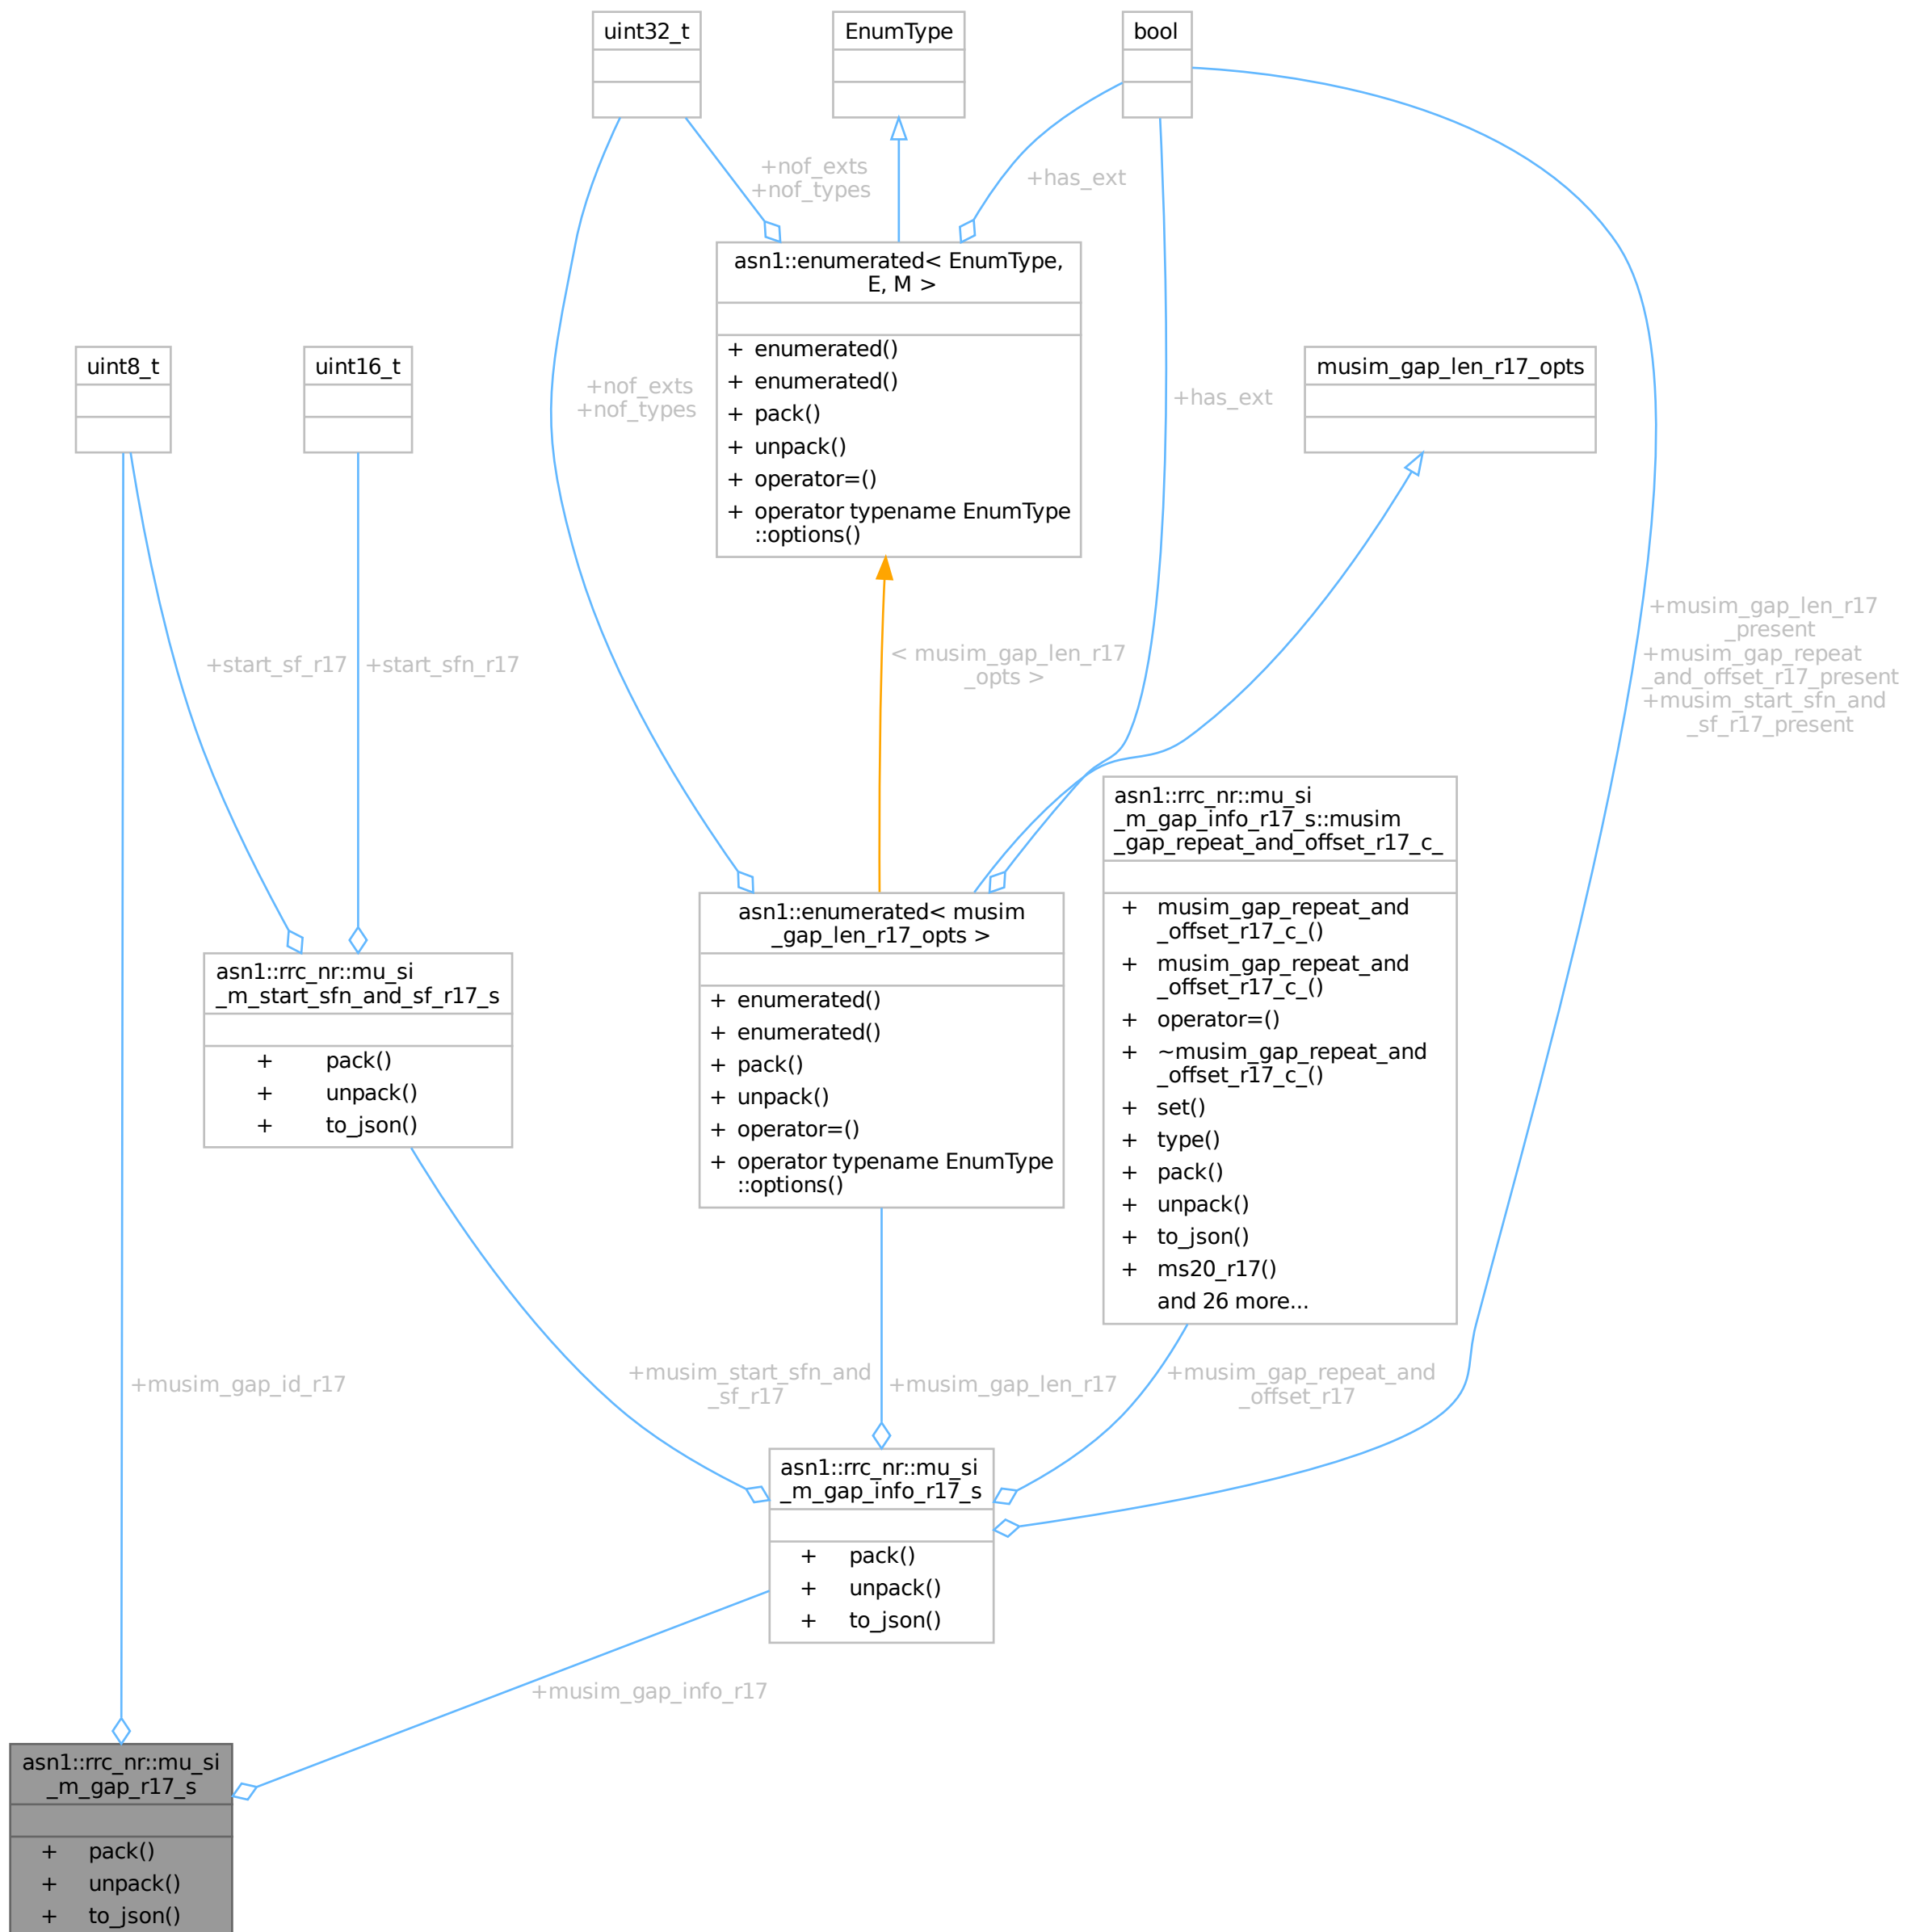 uint32_t
EnumType
bool
+nof_exts
+nof_types
+has_ext
asn1::enumerated< EnumType,
E, M >
+ enumerated()
+ enumerated()
+ pack()
+ unpack()
+ operator=()
+ operator typename EnumType
::options()
uint8_t
uint16_t
+nof_exts
+nof_types
+has_ext
musim_gap_len_r17_opts
+start_sf_r17
+start_sfn_r17
< musim_gap_len_r17
_opts >
+musim_gap_len_r17
_present
+musim_gap_repeat
_and_offset_r17_present
+musim_start_sfn_and
_sf_r17_present
asn1::rrc_nr::mu_si
_m_start_sfn_and_sf_r17_s
+ pack()
+ unpack()
+ to_json()
asn1::enumerated< musim
_gap_len_r17_opts >
+ enumerated()
+ enumerated()
+ pack()
+ unpack()
+ operator=()
+ operator typename EnumType
::options()
asn1::rrc_nr::mu_si
_m_gap_info_r17_s::musim
_gap_repeat_and_offset_r17_c_
+ musim_gap_repeat_and
_offset_r17_c_()
+ musim_gap_repeat_and
_offset_r17_c_()
+ operator=()
+ ~musim_gap_repeat_and
_offset_r17_c_()
+ set()
+ type()
+ pack()
+ unpack()
+ to_json()
+ ms20_r17()
and 26 more...
+musim_gap_id_r17
+musim_start_sfn_and
_sf_r17
+musim_gap_len_r17
+musim_gap_repeat_and
_offset_r17
asn1::rrc_nr::mu_si
_m_gap_info_r17_s
+ pack()
+ unpack()
+ to_json()
+musim_gap_info_r17
asn1::rrc_nr::mu_si
_m_gap_r17_s
+ pack()
+ unpack()
+ to_json()